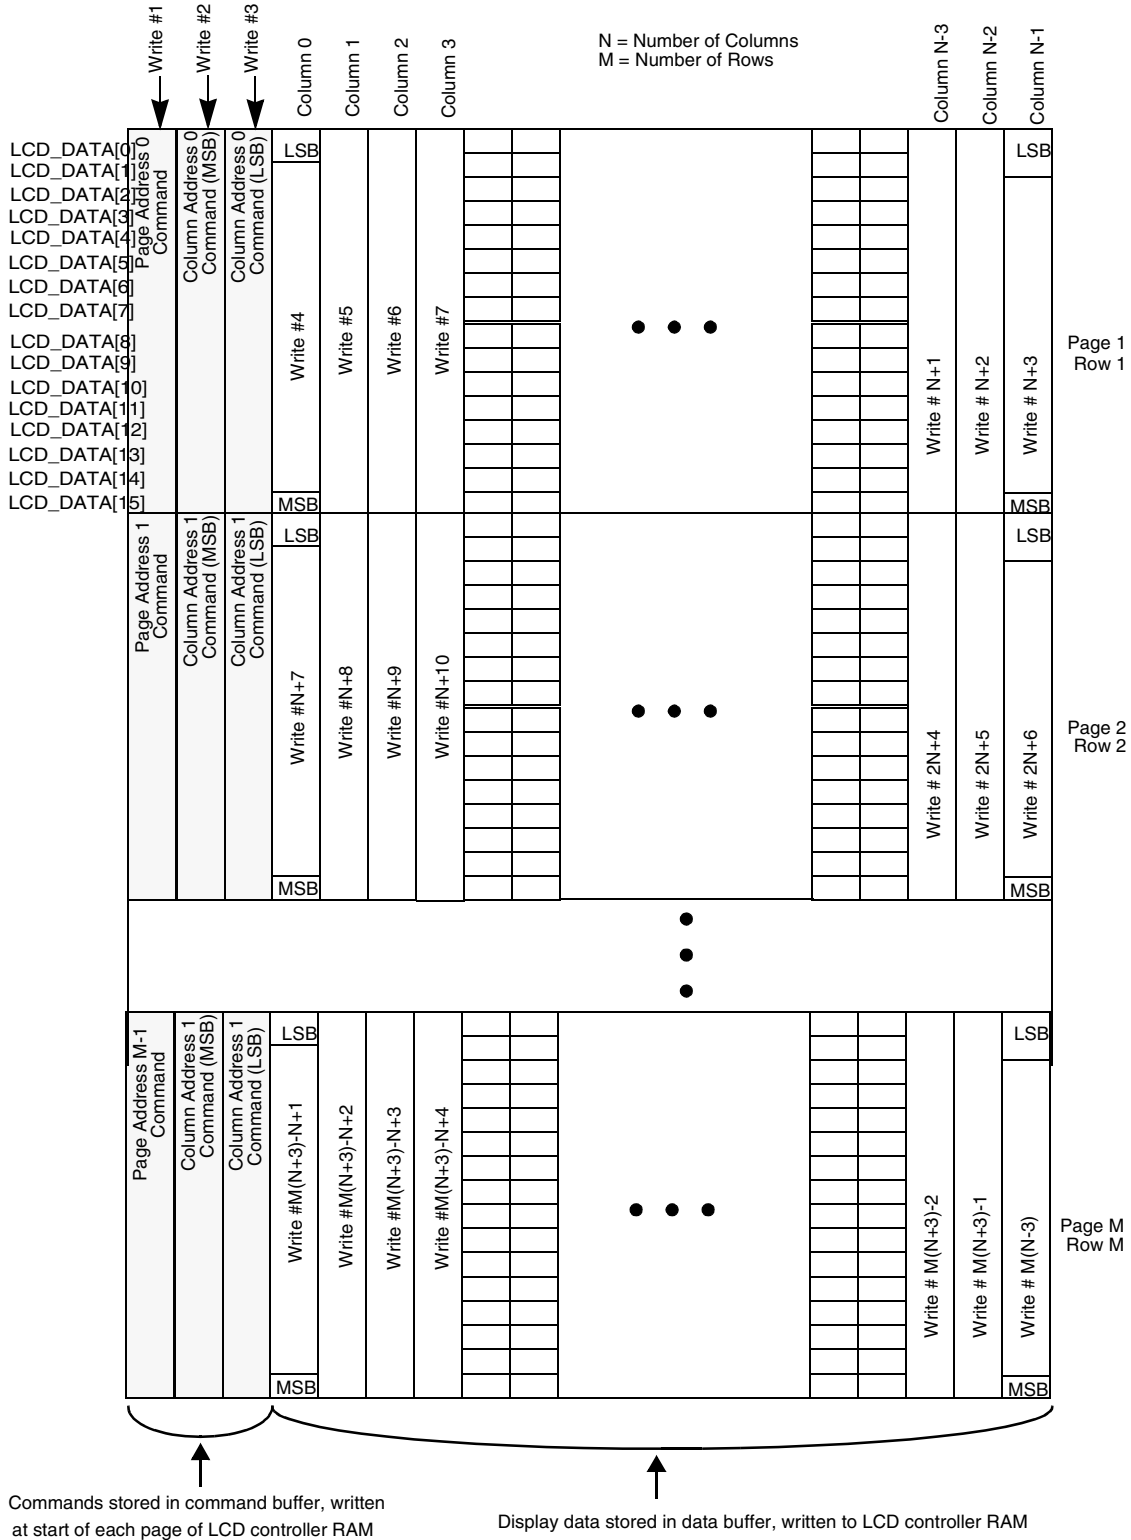 Write #1
Write #2
Write #3
Column 0
Column 1
Column 2
Column 3
N = Number of Columns
M = Number of Rows
Column N-3
Column N-2
Column N-1
LCD_DATA[0]
LCD_DATA[1]
LCD_DATA[2]
LCD_DATA[3]
LCD_DATA[4]
LCD_DATA[5]
LCD_DATA[6]
LCD_DATA[7]
LCD_DATA[8]
LCD_DATA[9]
LCD_DATA[10]
LCD_DATA[11]
LCD_DATA[12]
LCD_DATA[13]
LCD_DATA[14]
LCD_DATA[15]
Page Address 0
Command
Column Address 0
Command (MSB)
Column Address 0
Command (LSB)
LSB
Write #4
MSB
Write #5
Write #6
Write #7
Write # N+1
Write # N+2
LSB
Write # N+3
MSB
Page 1
Row 1
Page Address 1
Command
Column Address 1
Command (MSB)
Column Address 1
Command (LSB)
LSB
Write #N+7
MSB
Write #N+8
Write #N+9
Write #N+10
Write # 2N+4
Write # 2N+5
LSB
Write # 2N+6
MSB
Page 2
Row 2
Page Address M-1
Command
Column Address 1
Command (MSB)
Column Address 1
Command (LSB)
LSB
Write #M(N+3)-N+1
MSB
Write #M(N+3)-N+2
Write #M(N+3)-N+3
Write #M(N+3)-N+4
Write # M(N+3)-2
Write # M(N+3)-1
LSB
Write # M(N-3)
MSB
Page M
Row M
Commands stored in command buffer, written
at start of each page of LCD controller RAM
Display data stored in data buffer, written to LCD controller RAM